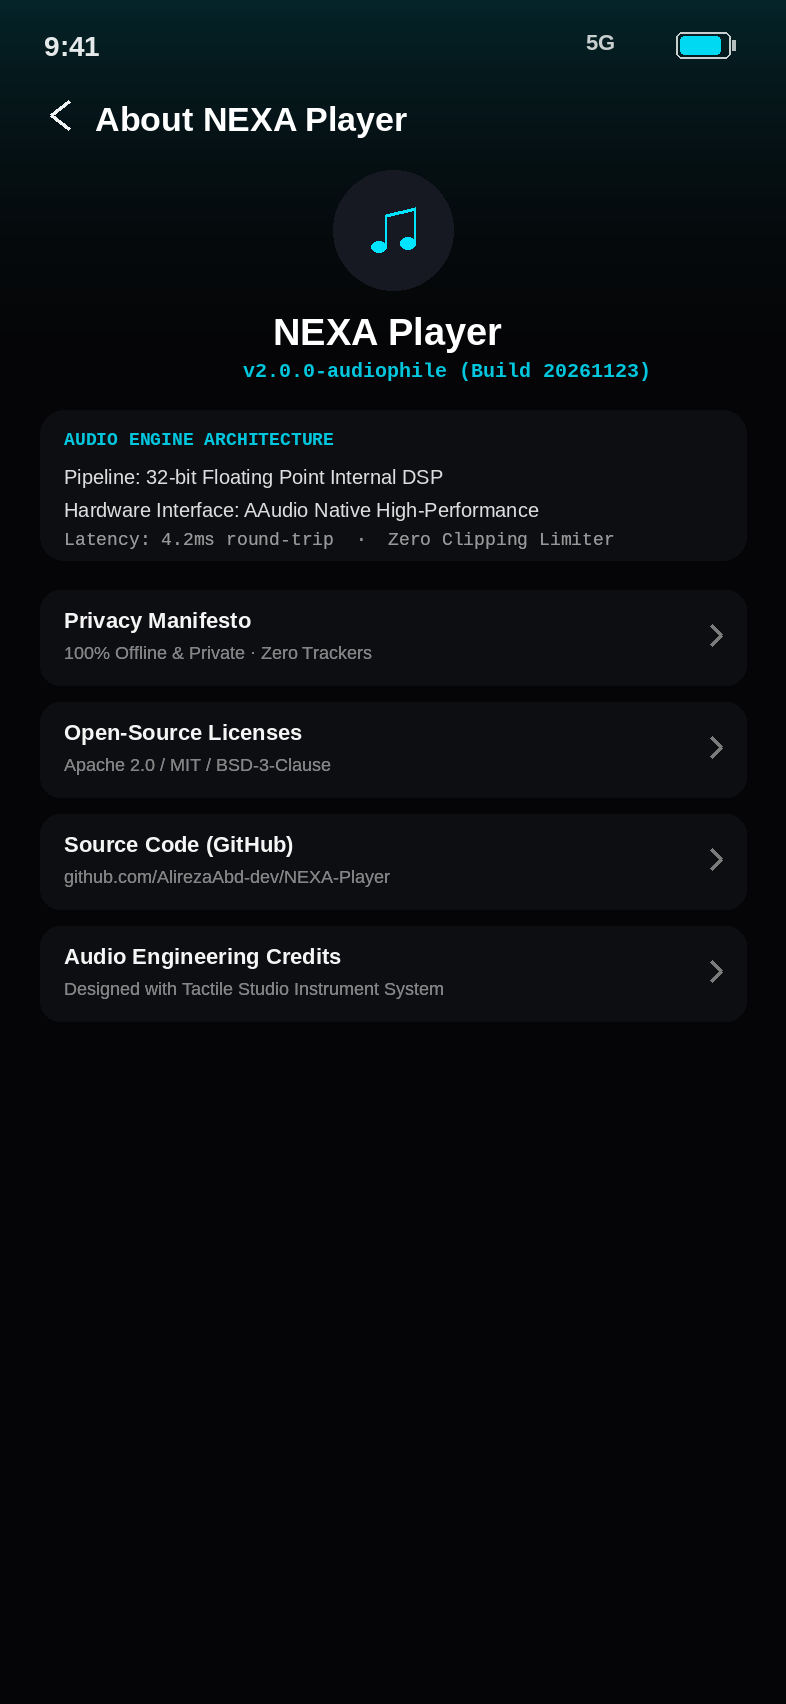 9:41
5G
About NEXA Player
NEXA Player
v2.0.0-audiophile (Build 20261123)
AUDIO ENGINE ARCHITECTURE
Pipeline: 32-bit Floating Point Internal DSP
Hardware Interface: AAudio Native High-Performance
Latency: 4.2ms round-trip · Zero Clipping Limiter
Privacy Manifesto
100% Offline & Private · Zero Trackers
Open-Source Licenses
Apache 2.0 / MIT / BSD-3-Clause
Source Code (GitHub)
github.com/AlirezaAbd-dev/NEXA-Player
Audio Engineering Credits
Designed with Tactile Studio Instrument System